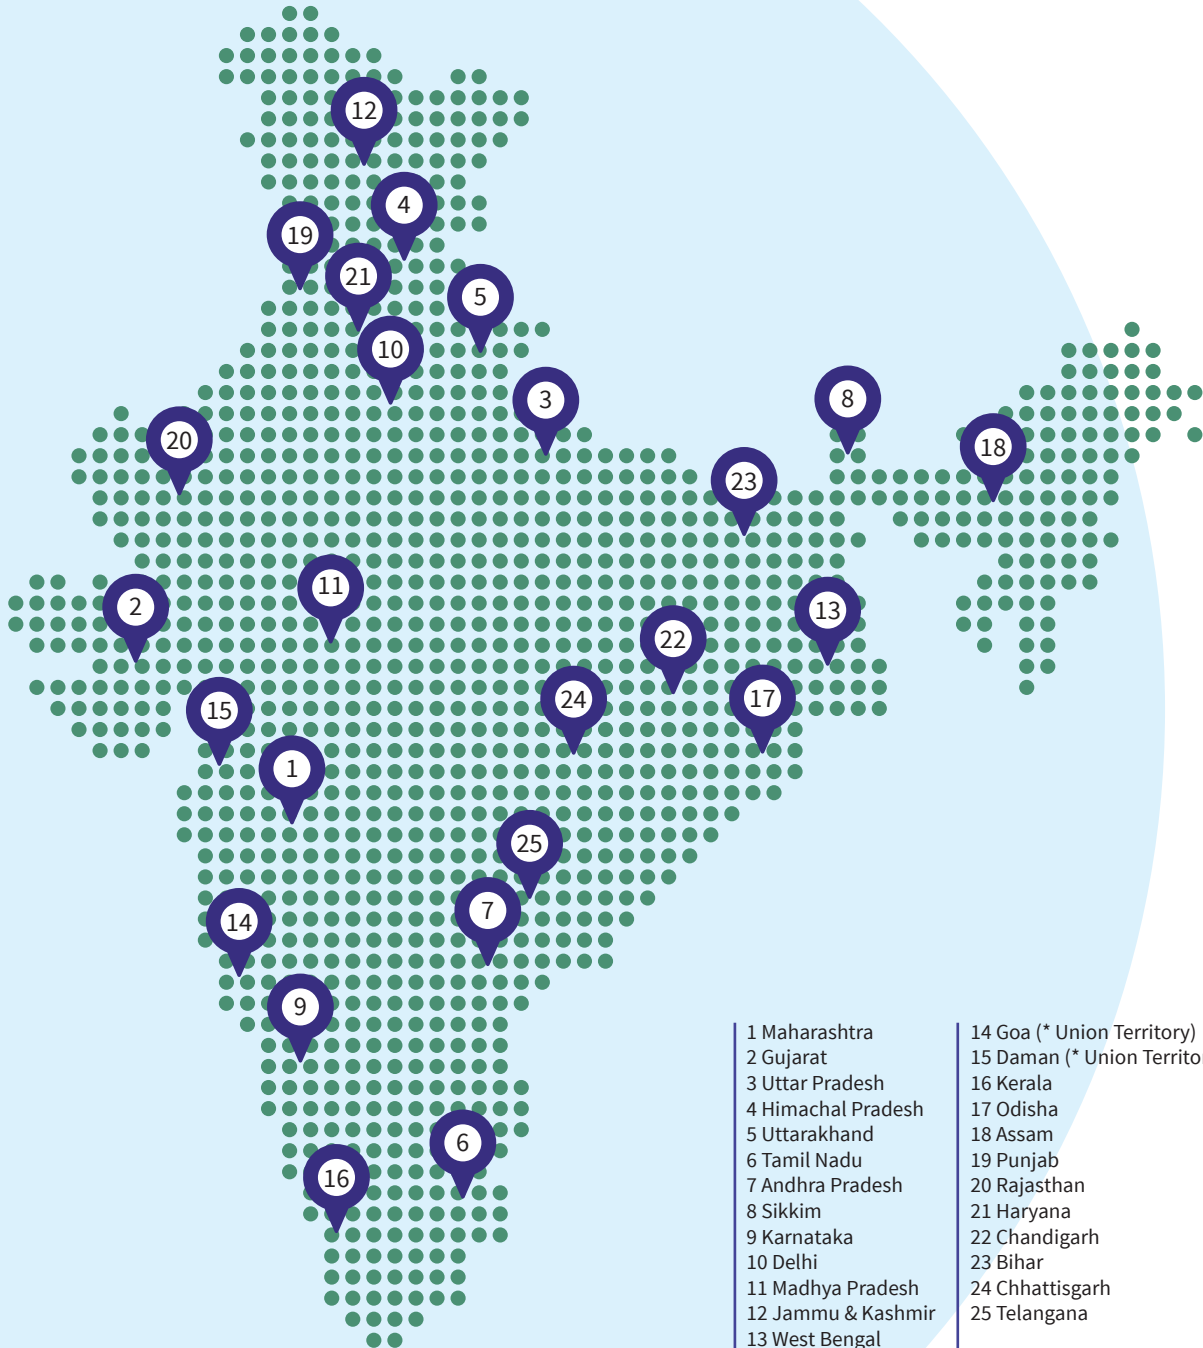 12
4
19
21
5
10
3
8
20
18
23
11
2
13
22
24
17
15
1
25
7
14
9
6
16
1 Maharashtra
2 Gujarat
3 Uttar Pradesh
4 Himachal Pradesh
5 Uttarakhand
6 Tamil Nadu
7 Andhra Pradesh
8 Sikkim
9 Karnataka
10 Delhi
11 Madhya Pradesh
12 Jammu & Kashmir
13 West Bengal
14 Goa (* Union Territory)
15 Daman (* Union Territo
16 Kerala
17 Odisha
18 Assam
19 Punjab
20 Rajasthan
21 Haryana
22 Chandigarh
23 Bihar
24 Chhattisgarh
25 Telangana